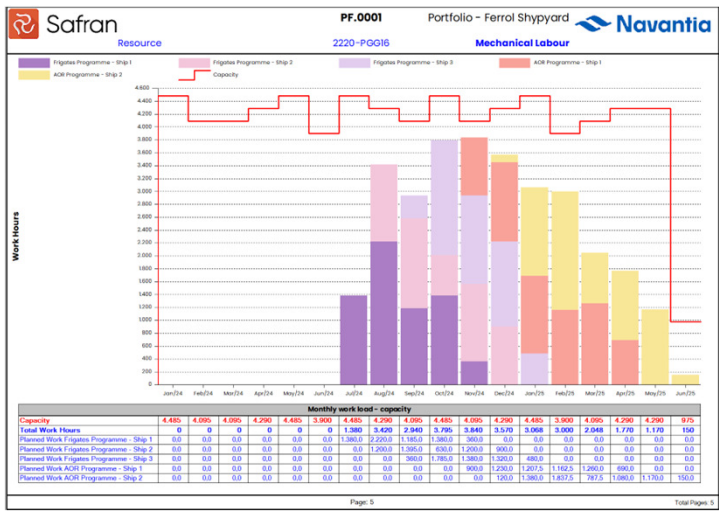 Safran PF.0001 Portfolio - Ferrol Shypyard Navantia
Resource 2220-PGG16 Mechanical Labour
Frigates Programme - Ship 1 Frigates Programme - Ship 2 Frigates Programme - Ship 3 AOR Programme - Ship 1
AOR Programme - Ship 2 Capacity
4.600
4.400
4.200
4.000
3.800
3.600
3.400
3.200
3.000
2.800
2.600
2.400
2.200
2.000
1.800
1.600
1.400
1.200
1.000
800
600
400
200
0
Work Hours
Jan/24 Feb/24 Mar/24 Apr/24 May/24 Jun/24 Jul/24 Aug/24 Sep/24 Oct/24 Nov/24 Dec/24 Jan/25 Feb/25 Mar/25 Apr/25 May/25 Jun/25
Monthly work load - capacity
Capacity 4.485 4.095 4.095 4.290 4.485 3.900 4.485 4.290 4.095 4.485 4.095 4.290 4.485 3.900 4.095 4.290 4.290 975
Total Work Hours 0 0 0 0 0 0 1.380 3.420 2.940 3.795 3.840 3.570 3.068 3.000 2.048 1.770 1.170 150
Planned Work Frigates Programme - Ship 1 0,0 0,0 0,0 0,0 0,0 0,0 1.380,0 2.220,0 1.185,0 1.380,0 360,0 0,0 0,0 0,0 0,0 0,0 0,0 0,0
Planned Work Frigates Programme - Ship 2 0,0 0,0 0,0 0,0 0,0 0,0 0,0 1.200,0 1.395,0 630,0 1.200,0 900,0 0,0 0,0 0,0 0,0 0,0 0,0
Planned Work Frigates Programme - Ship 3 0,0 0,0 0,0 0,0 0,0 0,0 0,0 0,0 360,0 1.785,0 1.380,0 1.320,0 480,0 0,0 0,0 0,0 0,0 0,0
Planned Work AOR Programme - Ship 1 0,0 0,0 0,0 0,0 0,0 0,0 0,0 0,0 0,0 0,0 900,0 1.230,0 1.207,5 1.162,5 1.260,0 690,0 0,0 0,0
Planned Work AOR Programme - Ship 2 0,0 0,0 0,0 0,0 0,0 0,0 0,0 0,0 0,0 0,0 0,0 120,0 1.380,0 1.837,5 787,5 1.080,0 1.170,0 150,0
Page: 5 Total Pages: 5